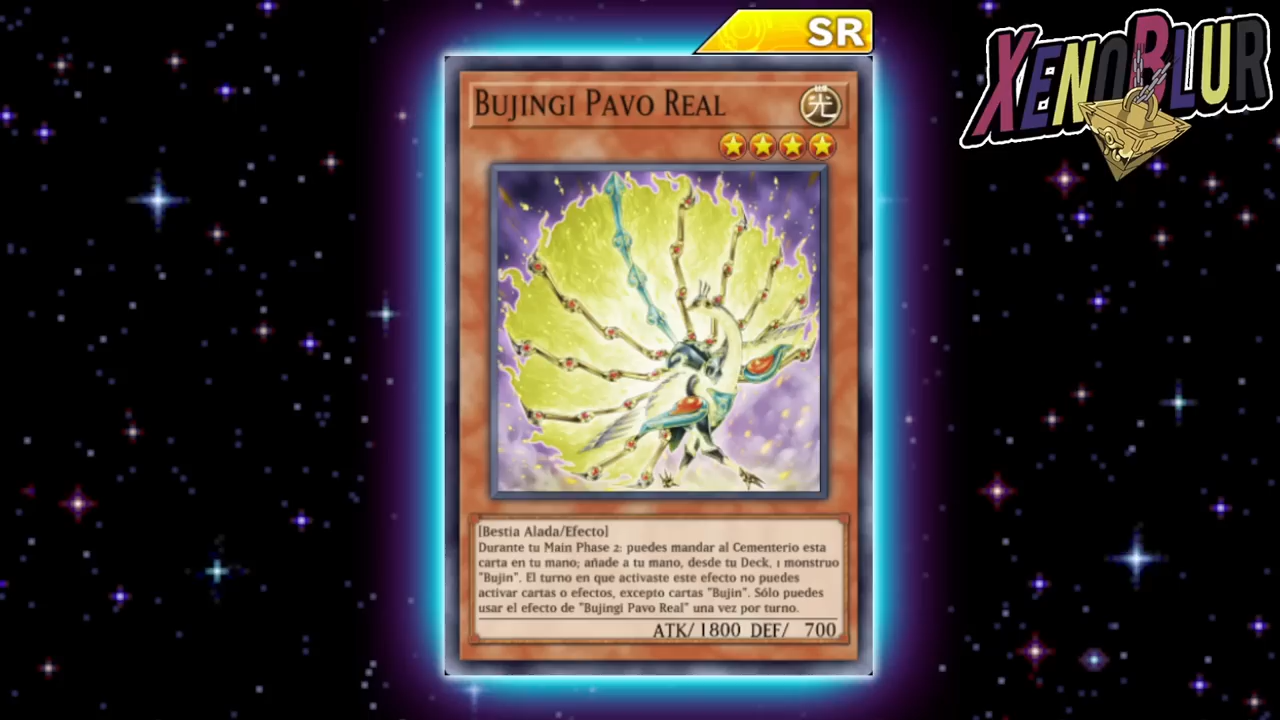 SR
XENOBLUR
BUJINGI PAVO REAL
光
[Bestia Alada/Efecto]
Durante tu Main Phase 2: puedes mandar al Cementerio esta
carta en tu mano; añade a tu mano, desde tu Deck, 1 monstruo
"Bujin". El turno en que activaste este efecto no puedes
activar cartas o efectos, excepto cartas "Bujin". Sólo puedes
usar el efecto de "Bujingi Pavo Real" una vez por turno.
ATK/ 1800 DEF/ 700